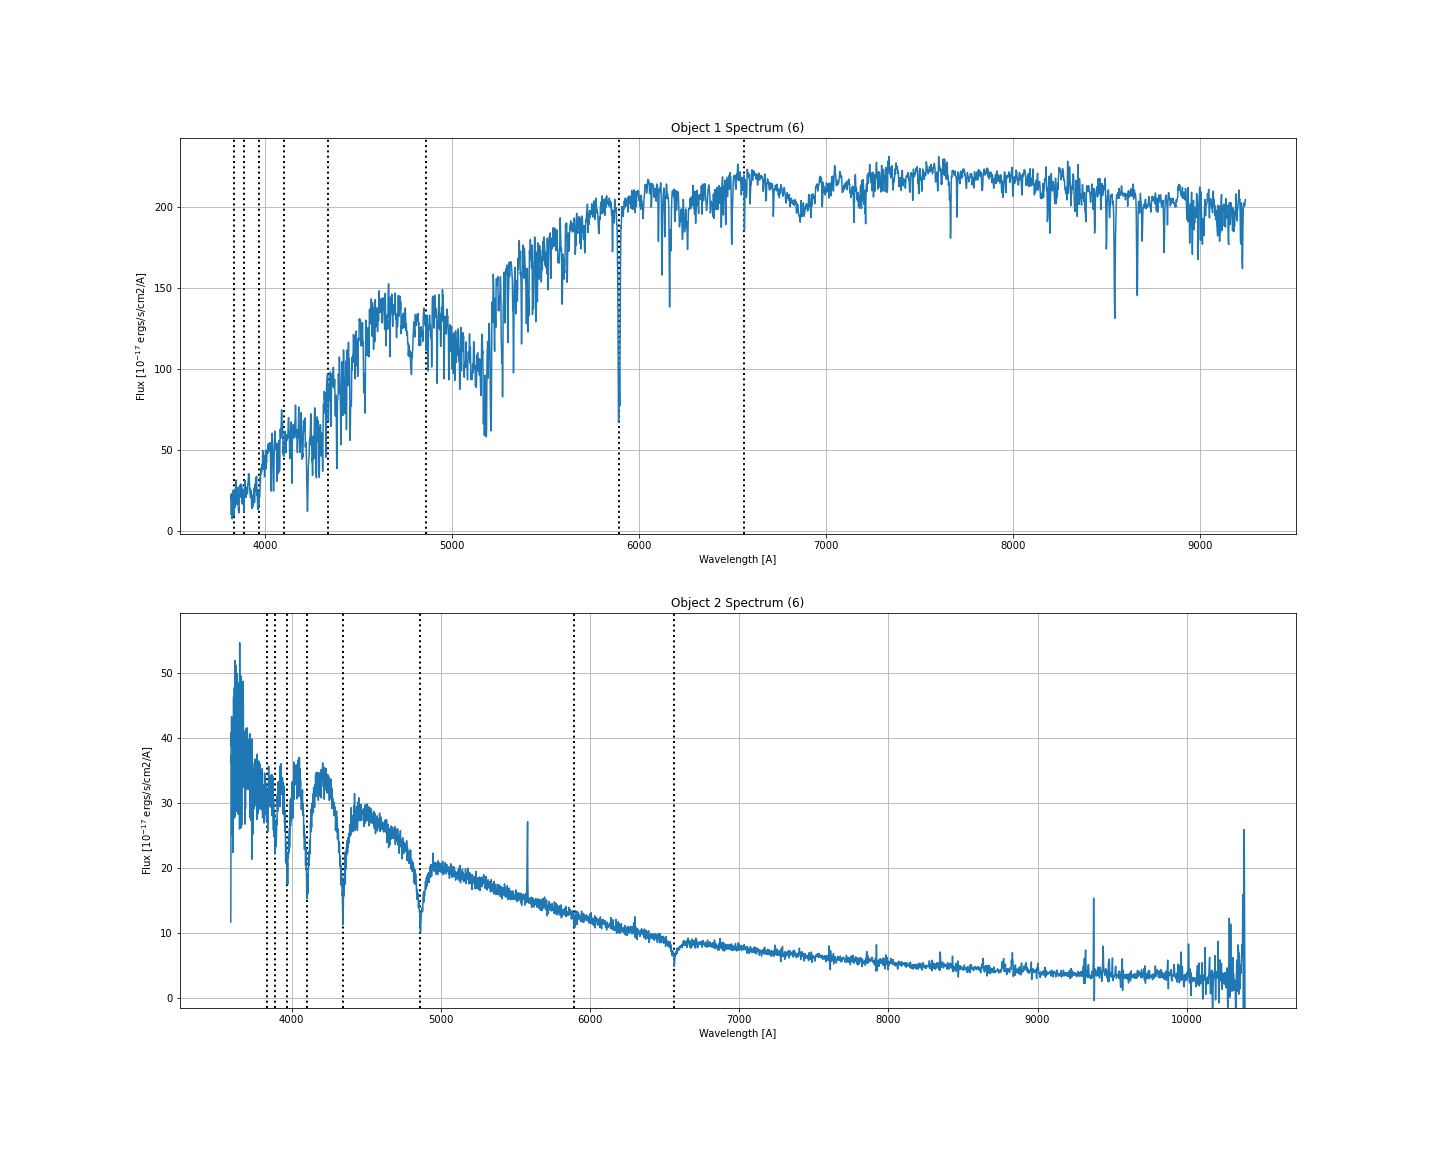 Object 1 Spectrum (6)
Flux [10⁻¹⁷ ergs/s/cm2/A]
200
150
100
50
0
4000 5000 6000 7000 8000 9000
Wavelength [A]
Object 2 Spectrum (6)
Flux [10⁻¹⁷ ergs/s/cm2/A]
50
40
30
20
10
0
4000 5000 6000 7000 8000 9000 10000
Wavelength [A]